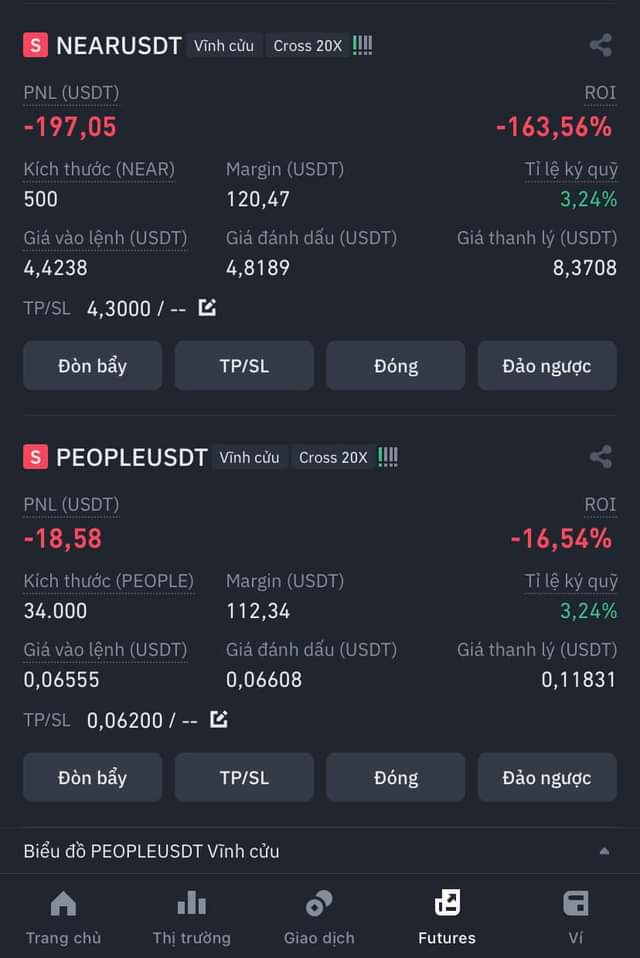 S NEARUSDT Vĩnh cửu Cross 20X
PNL (USDT) ROI
-197,05 -163,56%
Kích thước (NEAR) Margin (USDT) Tỉ lệ ký quỹ
500 120,47 3,24%
Giá vào lệnh (USDT) Giá đánh dấu (USDT) Giá thanh lý (USDT)
4,4238 4,8189 8,3708
TP/SL 4,3000 / --
Đòn bẩy TP/SL Đóng Đảo ngược
S PEOPLEUSDT Vĩnh cửu Cross 20X
PNL (USDT) ROI
-18,58 -16,54%
Kích thước (PEOPLE) Margin (USDT) Tỉ lệ ký quỹ
34.000 112,34 3,24%
Giá vào lệnh (USDT) Giá đánh dấu (USDT) Giá thanh lý (USDT)
0,06555 0,06608 0,11831
TP/SL 0,06200 / --
Đòn bẩy TP/SL Đóng Đảo ngược
Biểu đồ PEOPLEUSDT Vĩnh cửu
Trang chủ Thị trường Giao dịch Futures Ví